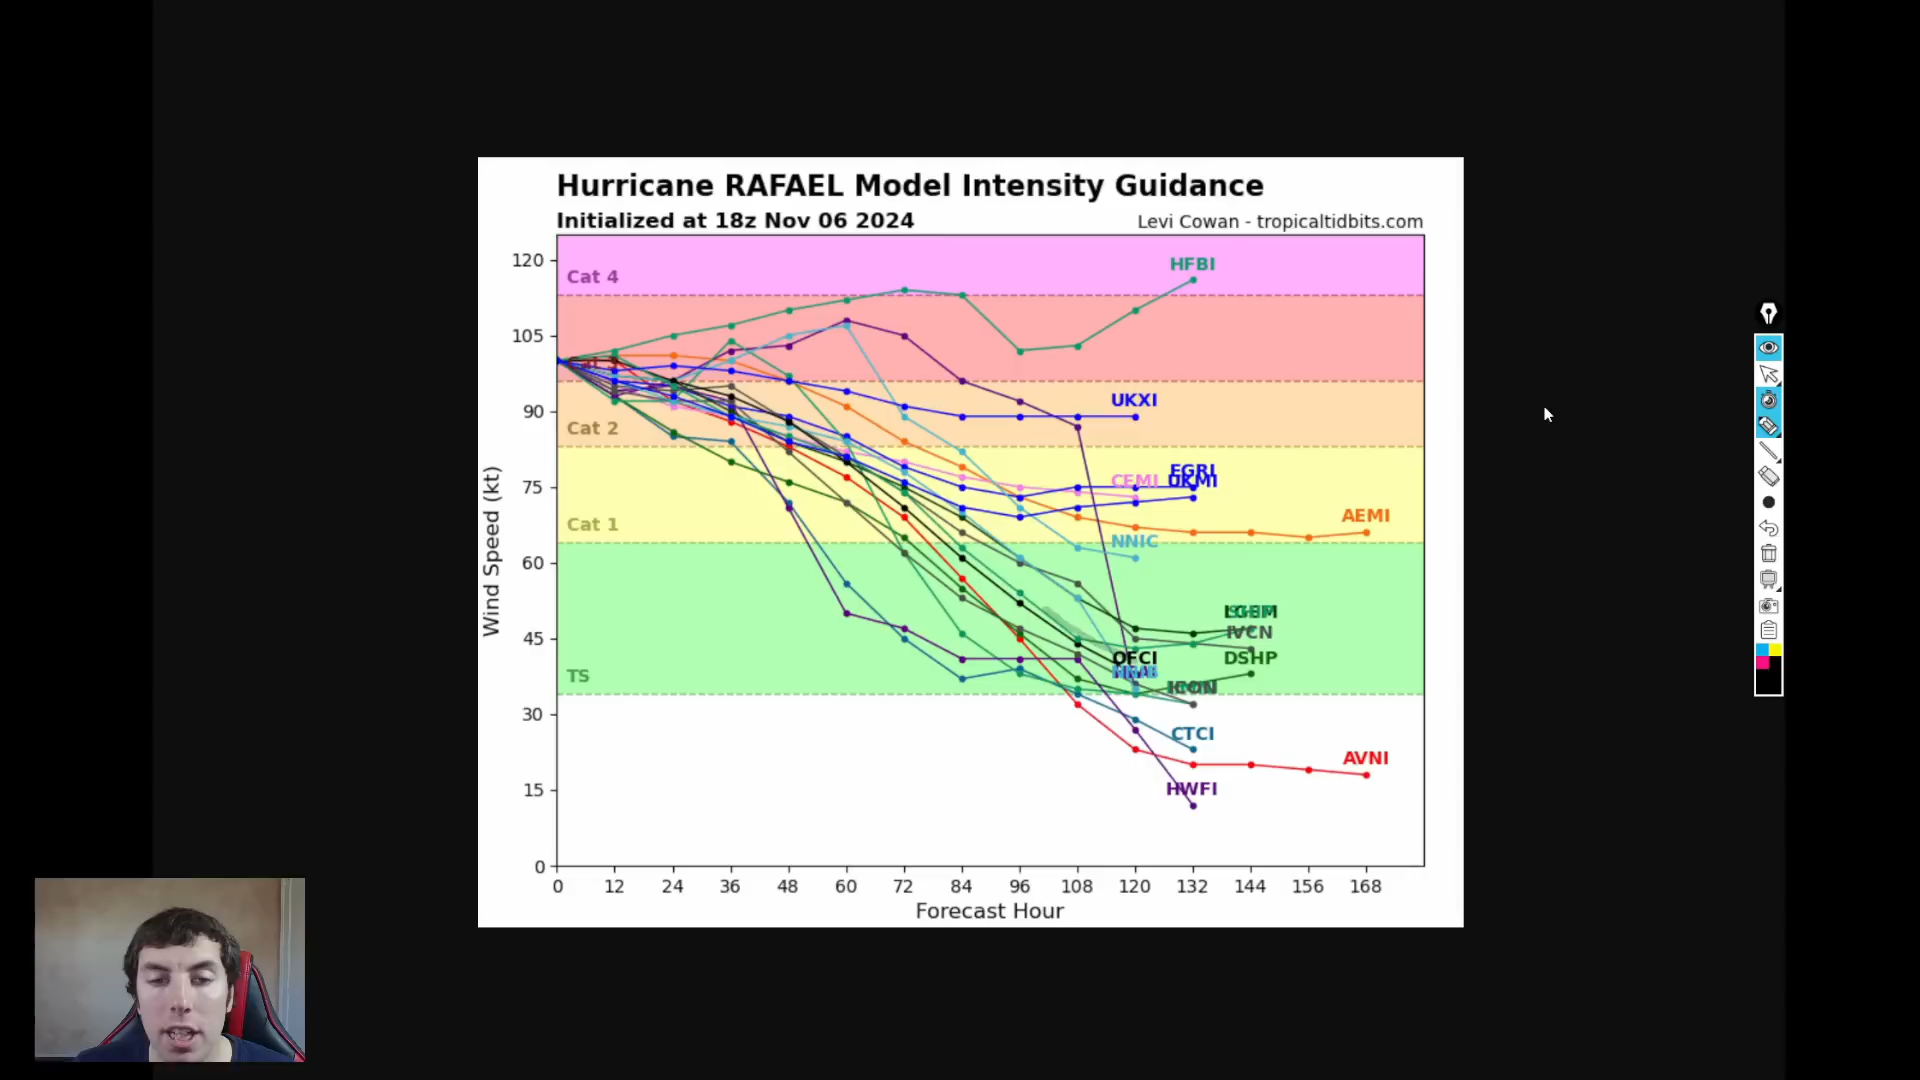 Hurricane RAFAEL Model Intensity Guidance
Initialized at 18z Nov 06 2024
Levi Cowan - tropicaltidbits.com
120
Cat 4
HFBI
105
90
UKXI
Cat 2
75
CEMI
EGRI
UKMI
Cat 1
AEMI
NNIC
60
LGEM
45
IVCN
OFCI
DSHP
TS
ICON
30
CTCI
AVNI
15
HWFI
0
Wind Speed (kt)
0 12 24 36 48 60 72 84 96 108 120 132 144 156 168
Forecast Hour